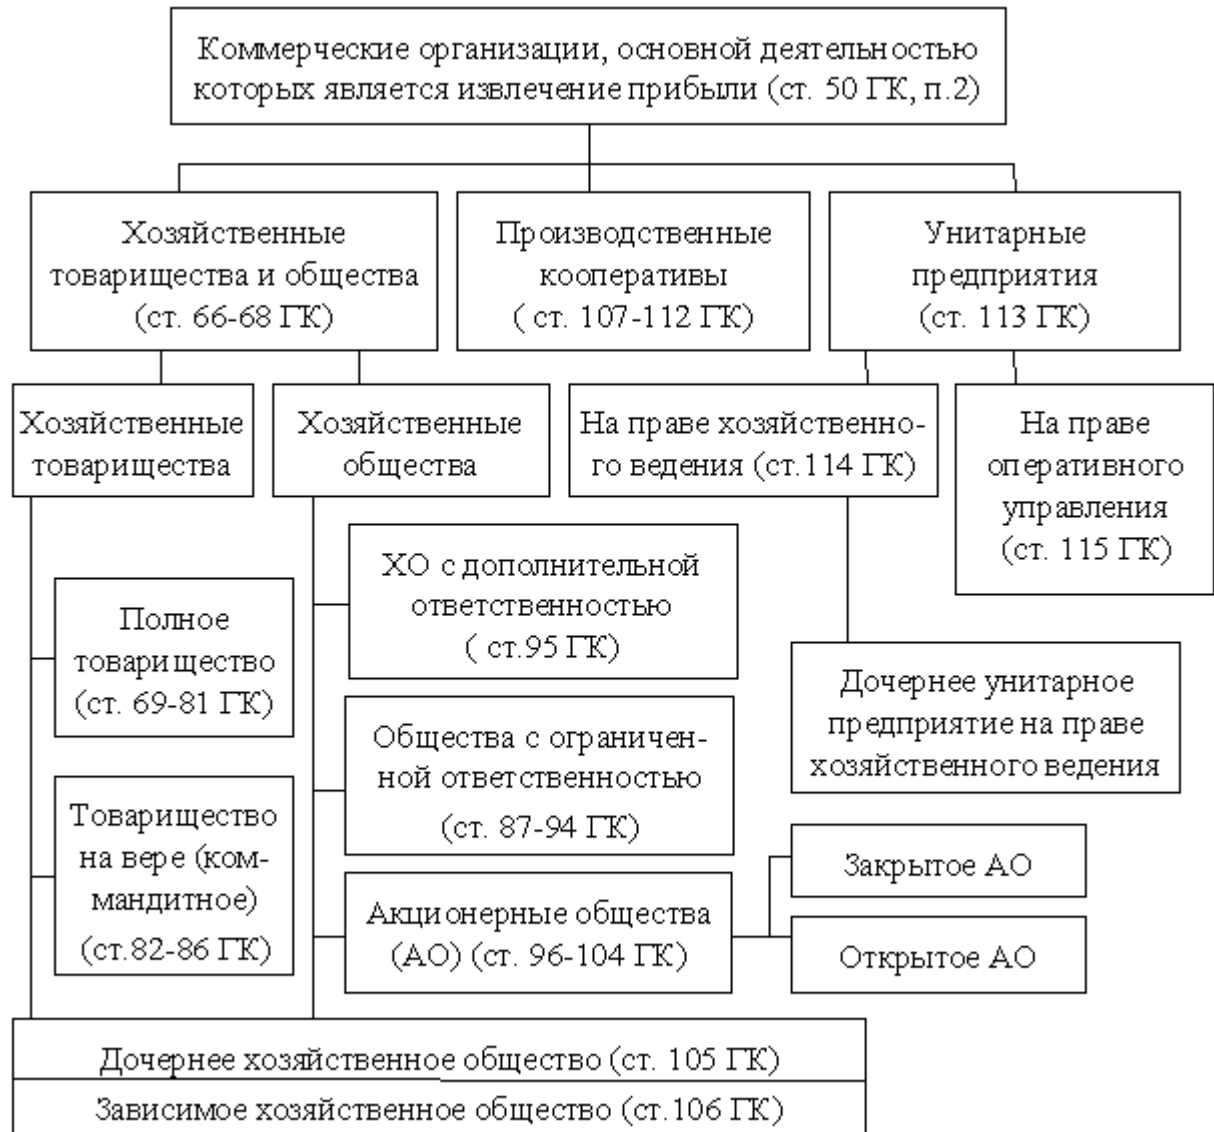 Коммерческие организации, основной деятельностью
которых является извлечение прибыли (ст. 50 ГК, п.2)
Хозяйственные
товарищества и общества
(ст. 66-68 ГК)
Производственные
кооперативы
( ст. 107-112 ГК)
Унитарные
предприятия
(ст. 113 ГК)
Хозяйственные
товарищества
Хозяйственные
общества
На праве хозяйственно-
го ведения (ст.114 ГК)
На праве
оперативного
управления
(ст. 115 ГК)
Полное
товарищество
(ст. 69-81 ГК)
Товарищество
на вере (ком-
мандитное)
(ст.82-86 ГК)
ХО с дополнительной
ответственностью
( ст.95 ГК)
Общества с ограничен-
ной ответственностью
(ст. 87-94 ГК)
Акционерные общества
(АО) (ст. 96-104 ГК)
Дочернее унитарное
предприятие на праве
хозяйственного ведения
Закрытое АО
Открытое АО
Дочернее хозяйственное общество (ст. 105 ГК)
Зависимое хозяйственное общество (ст.106 ГК)